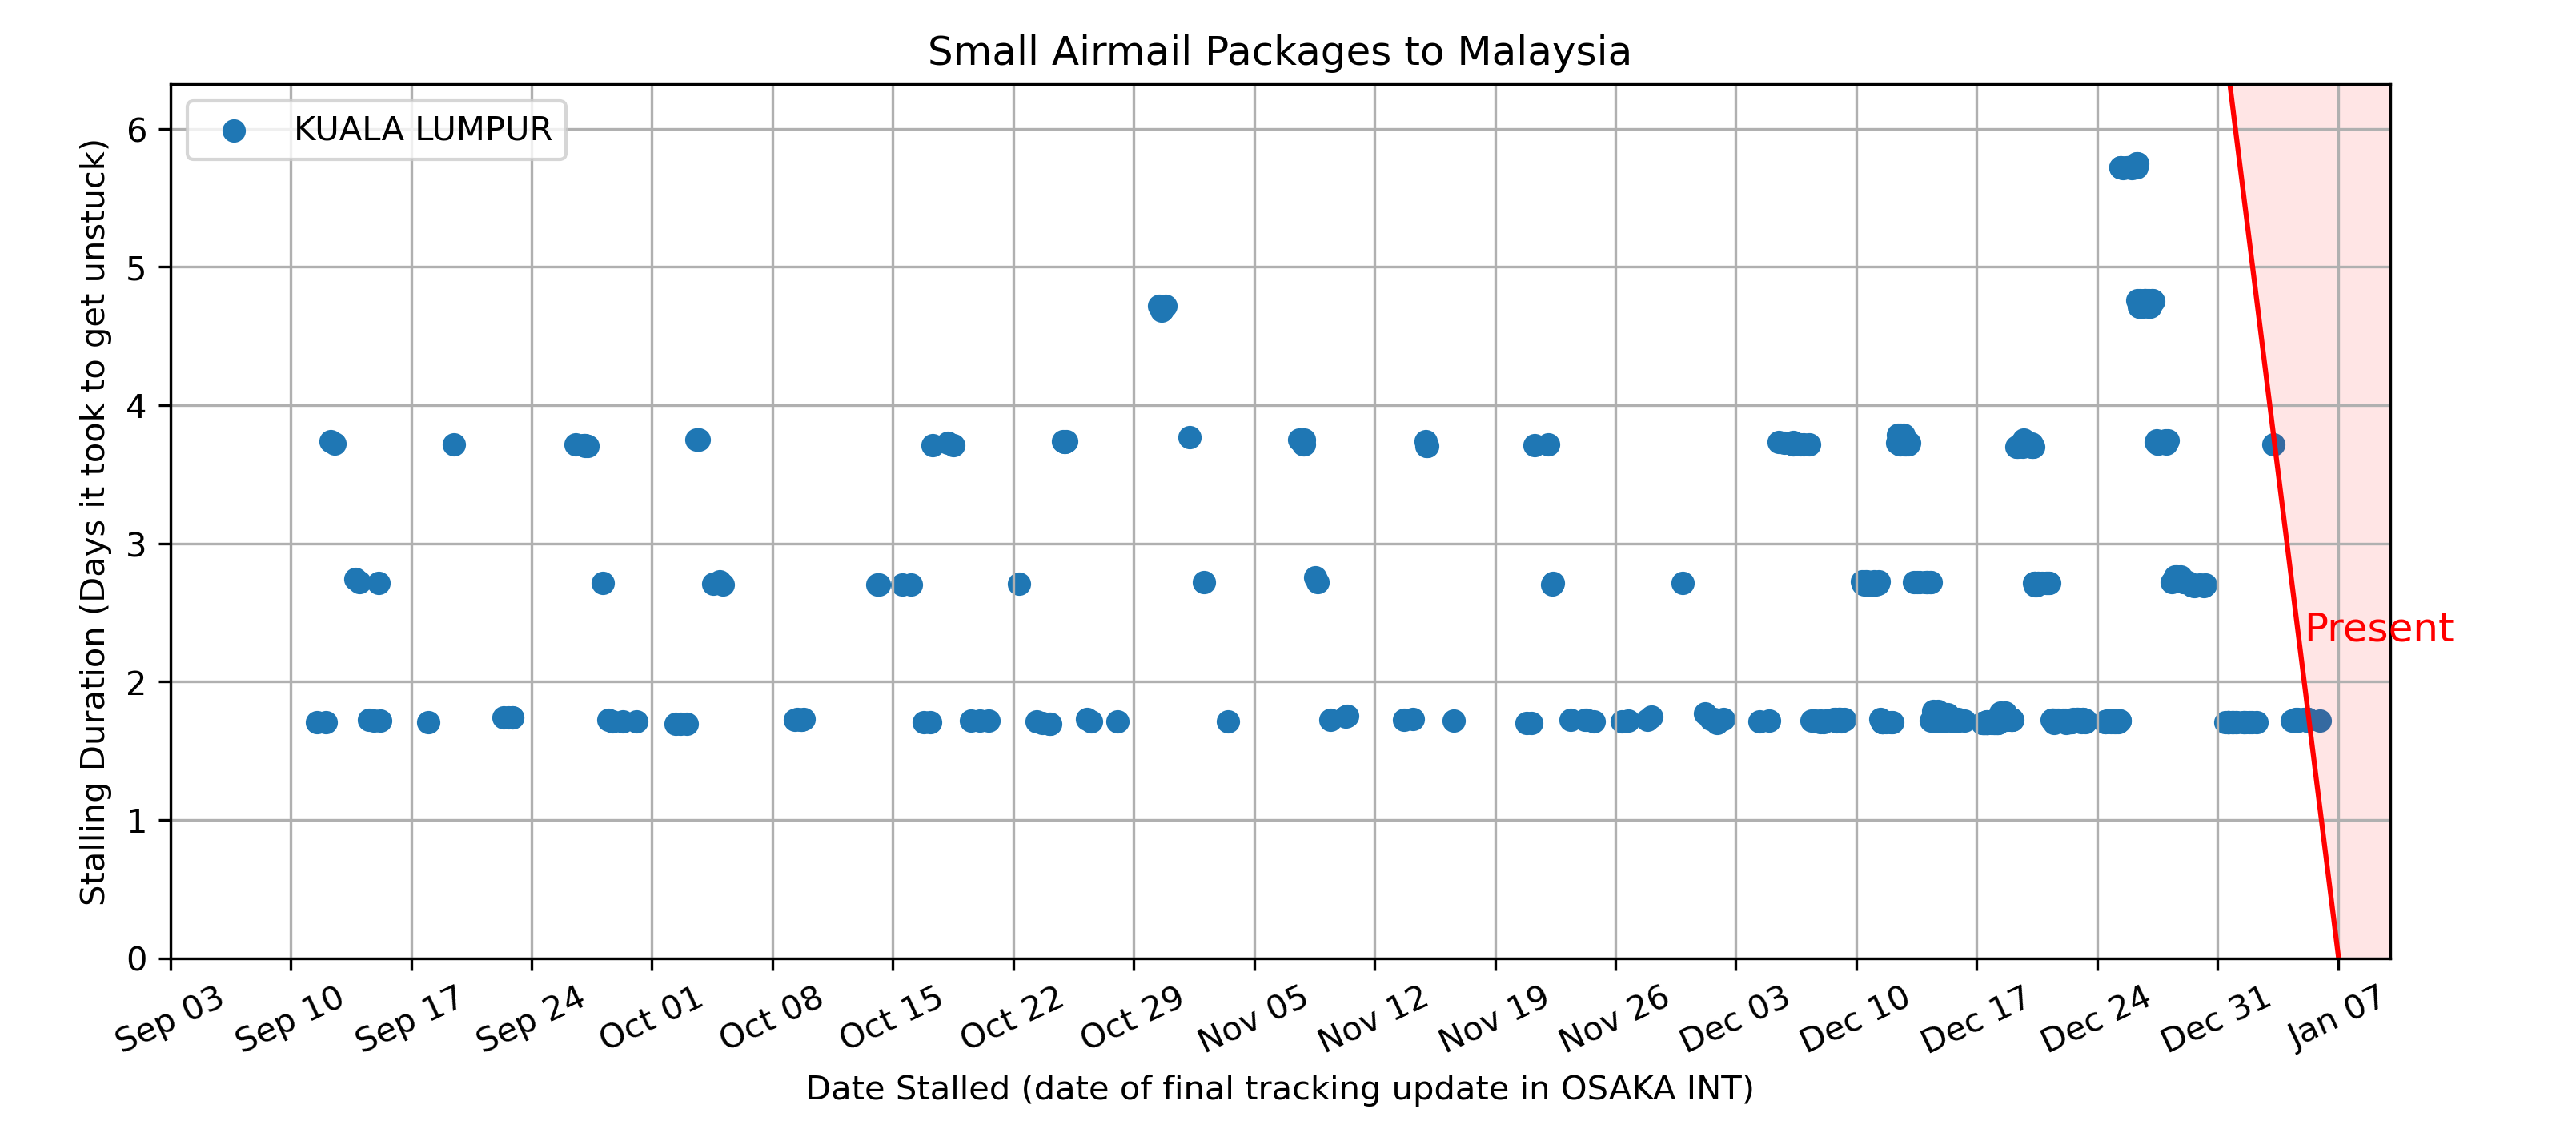 Small Airmail Packages to Malaysia
KUALA LUMPUR
Stalling Duration (Days it took to get unstuck)
6
5
4
3
2
1
0
Present
Sep 03
Sep 10
Sep 17
Sep 24
Oct 01
Oct 08
Oct 15
Oct 22
Oct 29
Nov 05
Nov 12
Nov 19
Nov 26
Dec 03
Dec 10
Dec 17
Dec 24
Dec 31
Jan 07
Date Stalled (date of final tracking update in OSAKA INT)